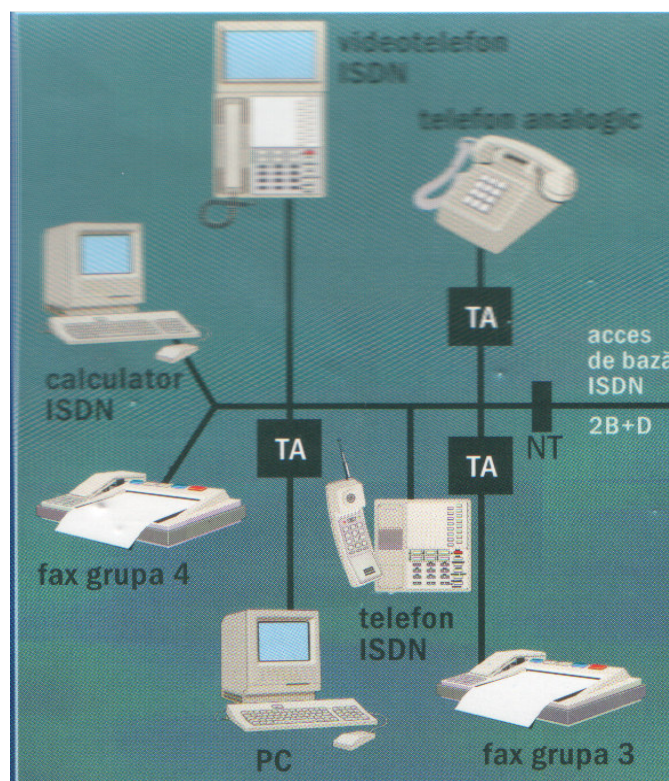 videotelefon
ISDN
telefon analogic
TA
acces
de bază
ISDN
2B+D
calculator
ISDN
TA
TA
NT
fax grupa 4
telefon
ISDN
PC
fax grupa 3